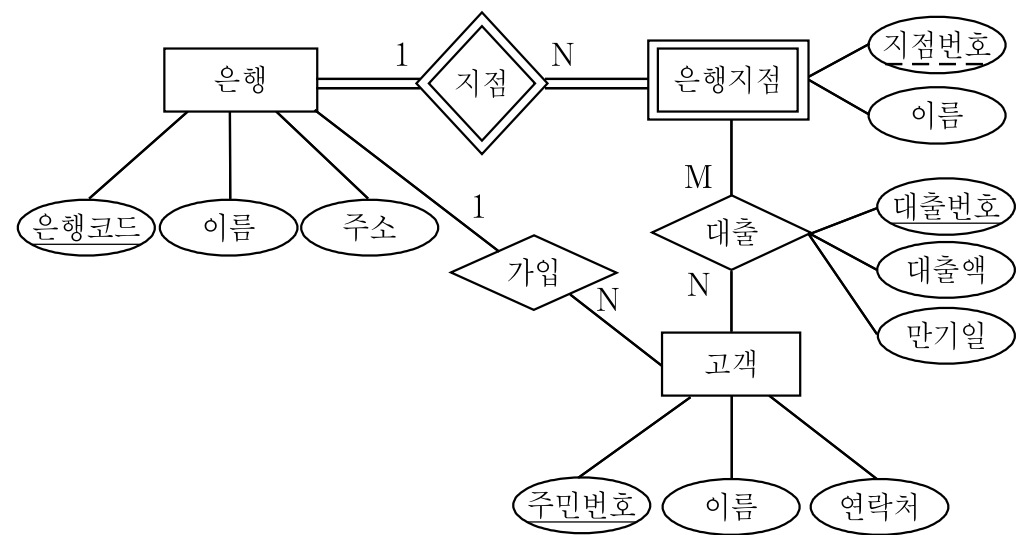 지점번호
1
N
은행
지점
은행지점
이름
M
대출번호
은행코드
이름
주소
1
대출
가입
대출액
N
N
만기일
고객
주민번호
이름
연락처